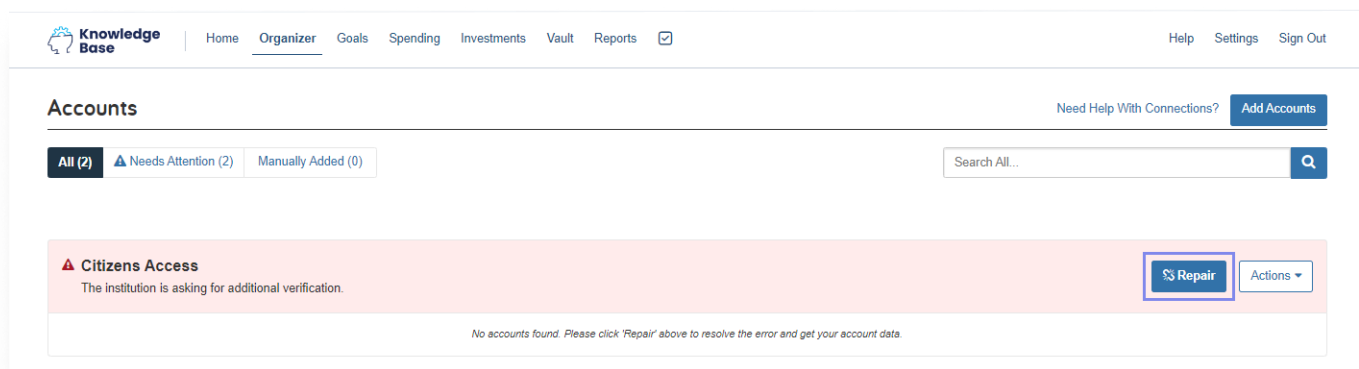 Knowledge
Base
Home Organizer Goals Spending Investments Vault Reports
Help Settings Sign Out
Accounts
Need Help With Connections? Add Accounts
All (2) Needs Attention (2) Manually Added (0)
Search All...
Citizens Access
The institution is asking for additional verification.
Repair Actions
No accounts found. Please click 'Repair' above to resolve the error and get your account data.